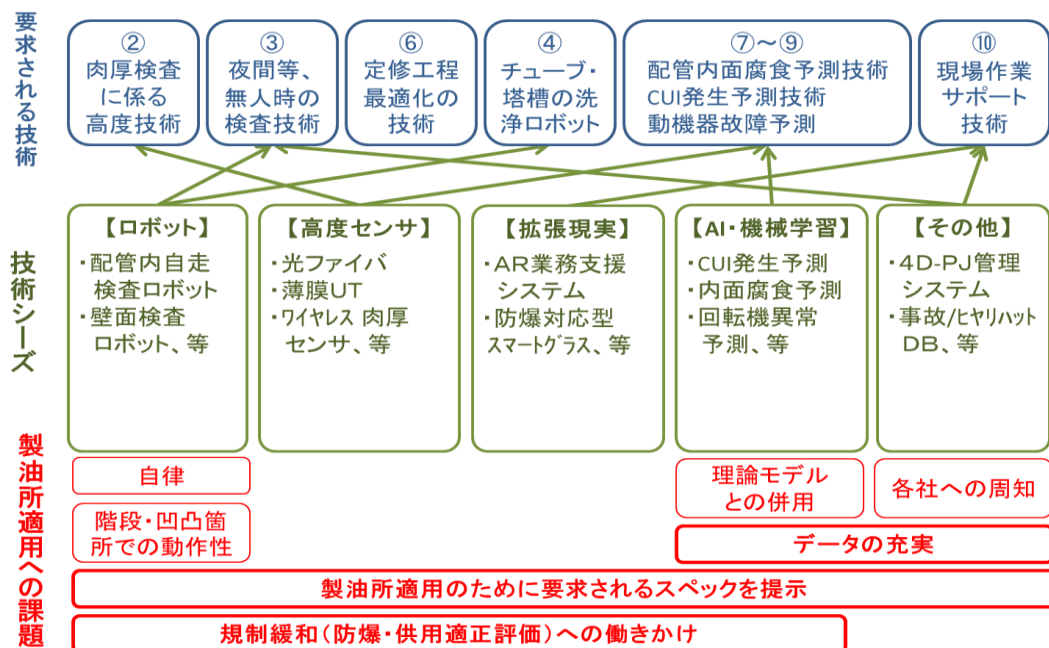 要求される技術
②
肉厚検査
に係る
高度技術
③
夜間等、
無人時の
検査技術
⑥
定修工程
最適化の
技術
④
チューブ・
塔槽の洗
浄ロボット
⑦～⑨
配管内面腐食予測技術
CUI発生予測技術
動機器故障予測
⑩
現場作業
サポート
技術
技術シーズ
【ロボット】
・配管内自走
検査ロボット
・壁面検査
ロボット、等
【高度センサ】
・光ファイバ
・薄膜UT
・ワイヤレス 肉厚
センサ、等
【拡張現実】
・AR業務支援
システム
・防爆対応型
スマートグラス、等
【AI・機械学習】
・CUI発生予測
・内面腐食予測
・回転機異常
予測、等
【その他】
・4D-PJ管理
システム
・事故/ヒヤリハット
DB、等
製油所適用への課題
自律
階段・凹凸箇
所での動作性
理論モデル
との併用
各社への周知
データの充実
製油所適用のために要求されるスペックを提示
規制緩和(防爆・供用適正評価)への働きかけ